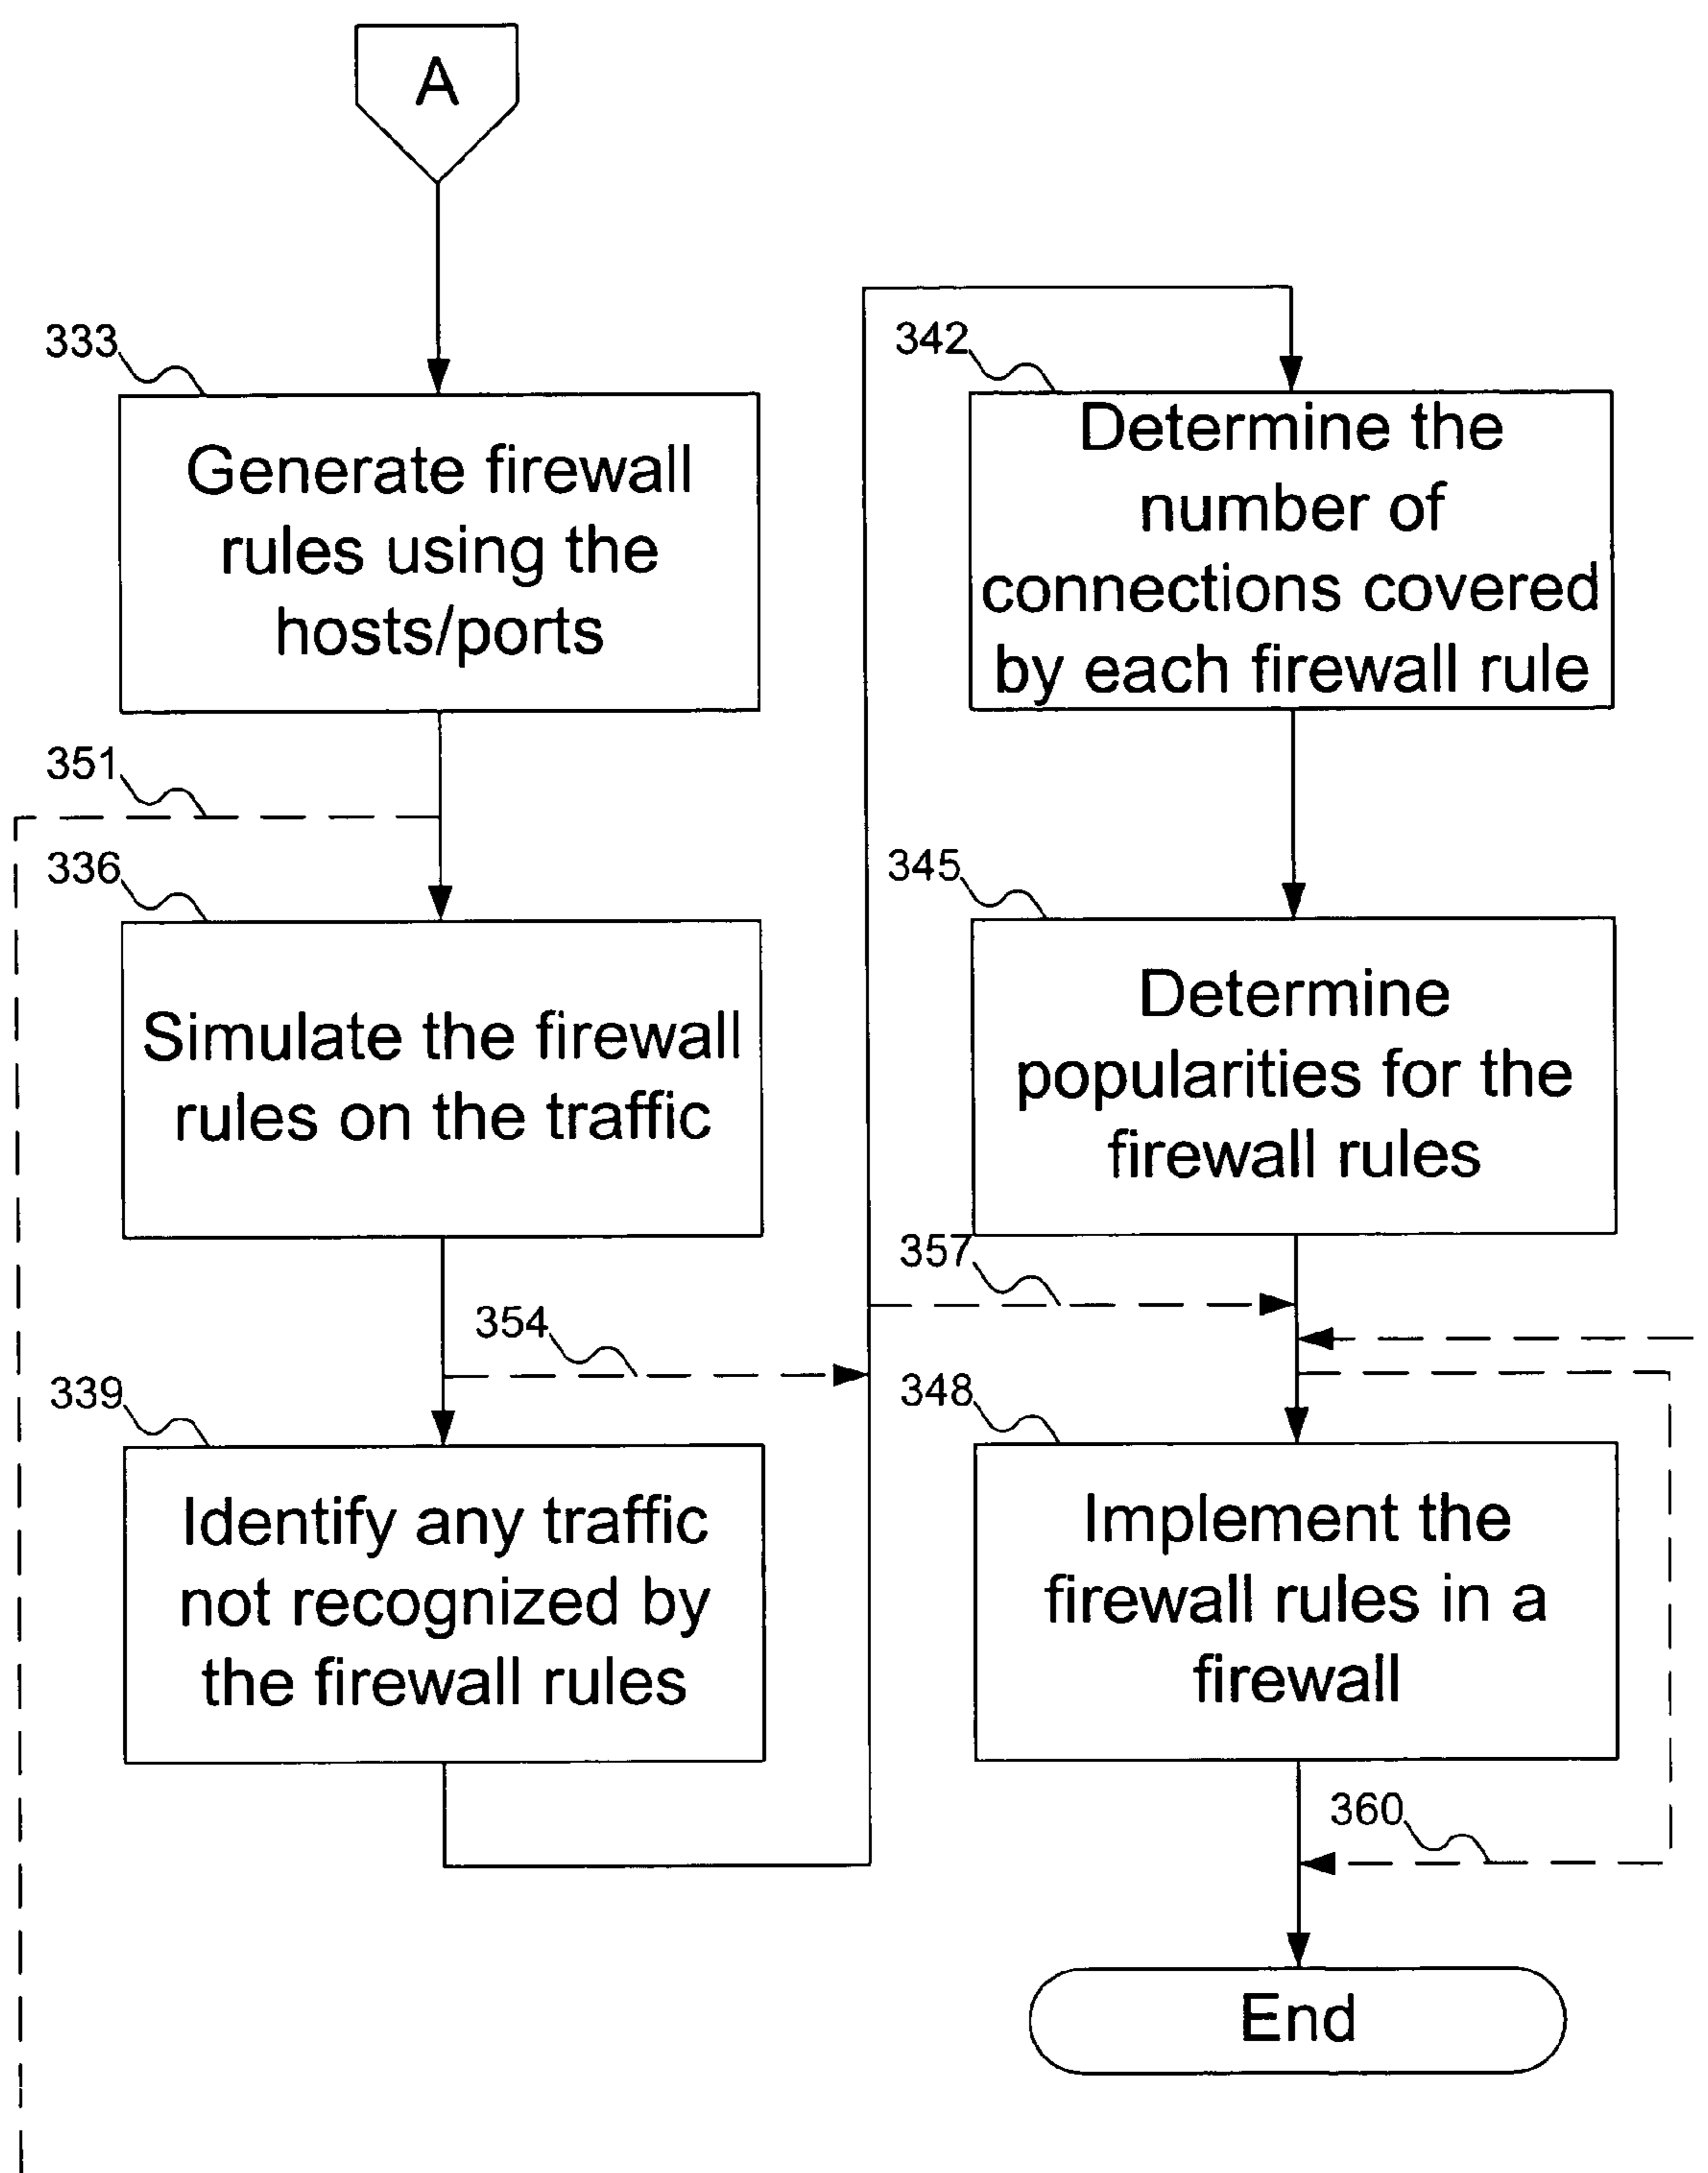 A
333
Generate firewall
rules using the
hosts/ports
351
336
Simulate the firewall
rules on the traffic
354
339
Identify any traffic
not recognized by
the firewall rules
342
Determine the
number of
connections covered
by each firewall rule
345
Determine
popularities for the
firewall rules
357
348
Implement the
firewall rules in a
firewall
360
End